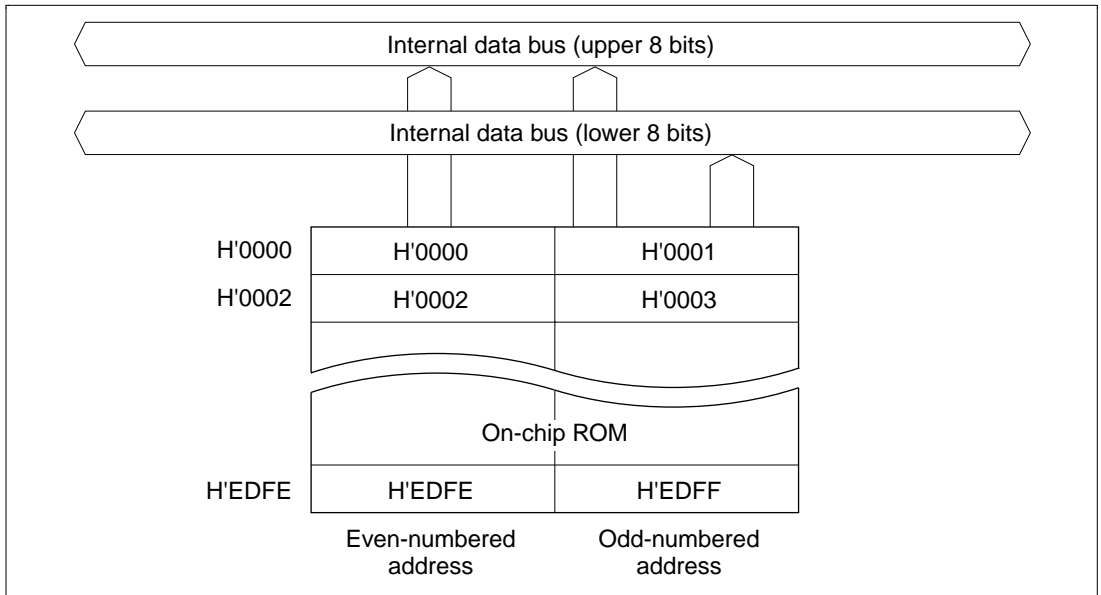 Internal data bus (upper 8 bits)
Internal data bus (lower 8 bits)
H'0000 H'0000 H'0001
H'0002 H'0002 H'0003
On-chip ROM
H'EDFE H'EDFE H'EDFF
Even-numbered address
Odd-numbered address